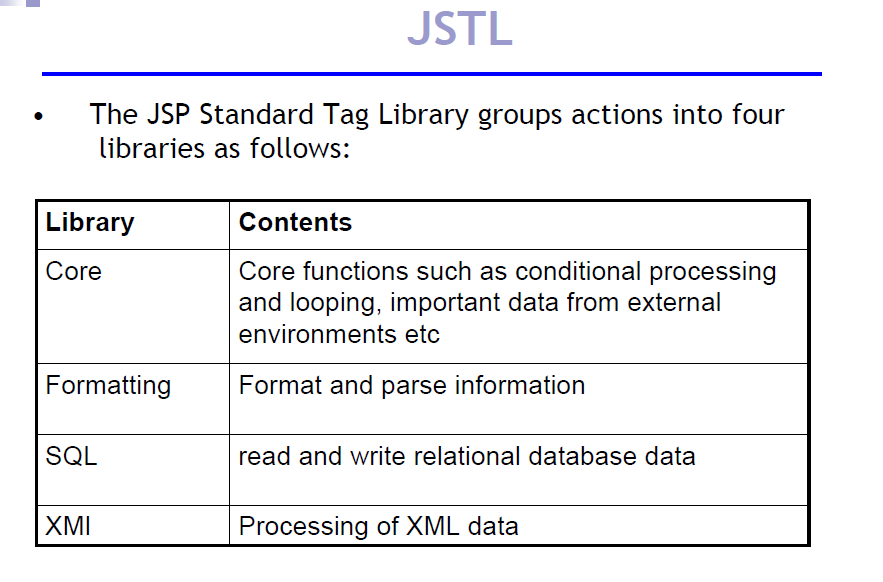 JSTL
• The JSP Standard Tag Library groups actions into four
libraries as follows:
Library Contents
Core Core functions such as conditional processing
and looping, important data from external
environments etc
Formatting Format and parse information
SQL read and write relational database data
XMl Processing of XML data